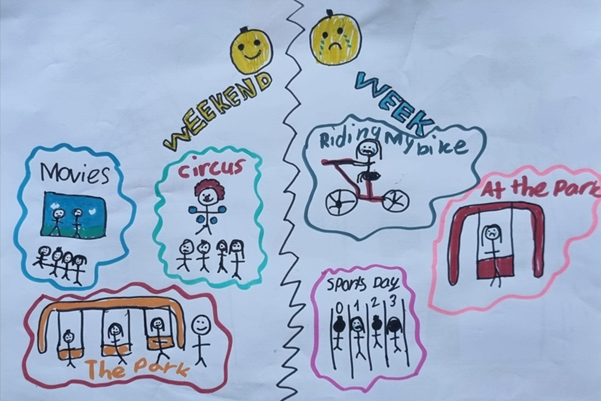 WEEKEND
WEEK
Movies
circus
The Park
Riding My bike
At the Park
Sports Day
0 1 2 3